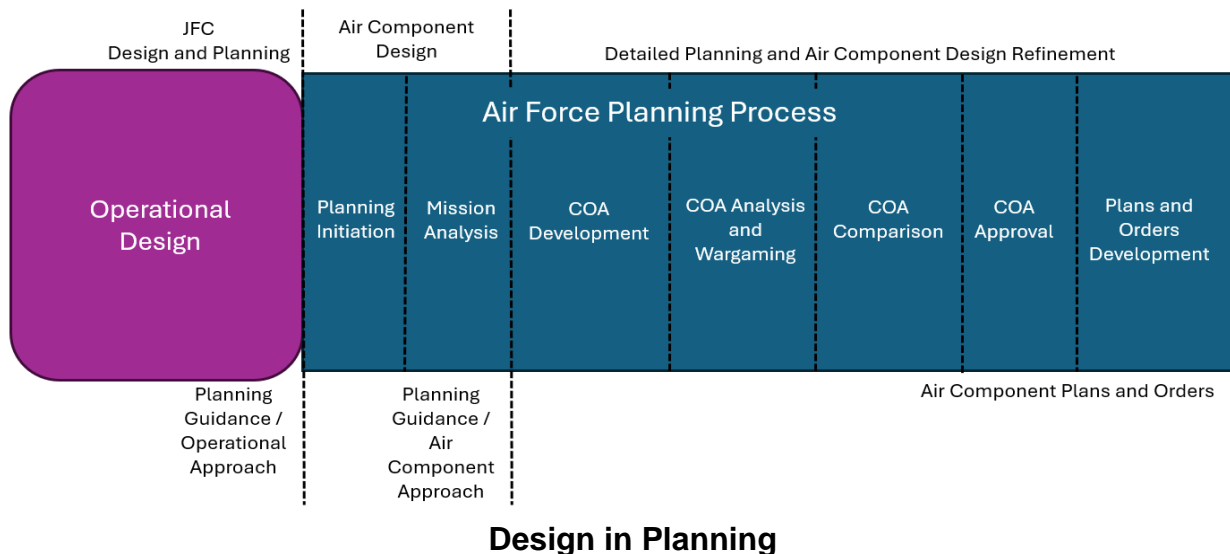 JFC
Design and Planning
Air Component
Design
Detailed Planning and Air Component Design Refinement
Air Force Planning Process
Operational
Design
Planning
Initiation
Mission
Analysis
COA
Development
COA Analysis
and
Wargaming
COA
Comparison
COA
Approval
Plans and
Orders
Development
Planning
Guidance /
Operational
Approach
Planning
Guidance /
Air
Component
Approach
Air Component Plans and Orders
Design in Planning